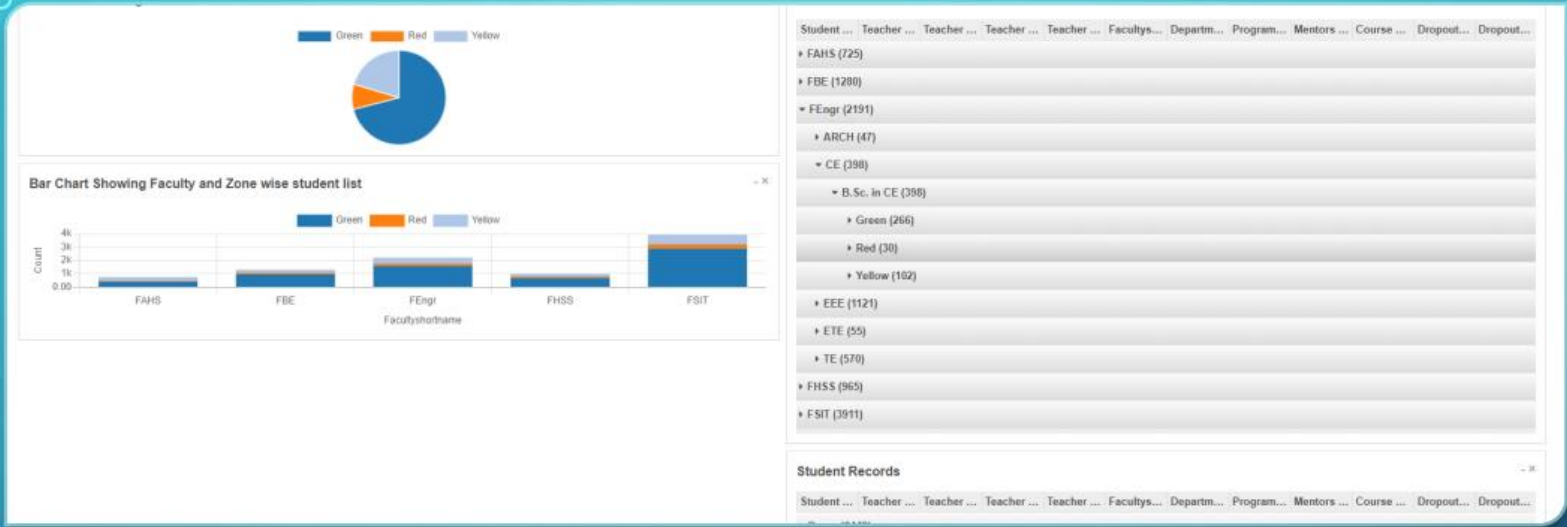 Green Red Yellow
Bar Chart Showing Faculty and Zone wise student list
Green Red Yellow
4k
3k
2k
1k
0.00
Count
FAHS FBE FEngr FHSS FSIT
Facultyshortname
Student ... Teacher ... Teacher ... Teacher ... Teacher ... Facultys... Departm... Program... Mentors ... Course ... Dropout... Dropout...
FAHS (725)
FBE (1280)
FEngr (2191)
ARCH (47)
CE (398)
B.Sc. in CE (398)
Green (266)
Red (30)
Yellow (102)
EEE (1121)
ETE (55)
TE (570)
FHSS (965)
FSIT (3911)
Student Records
Student ... Teacher ... Teacher ... Teacher ... Teacher ... Facultys... Departm... Program... Mentors ... Course ... Dropout... Dropout...